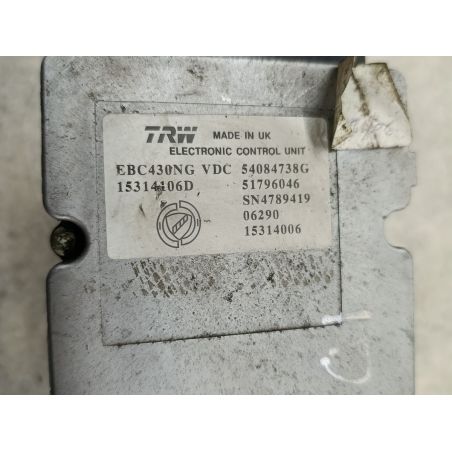 TRW MADE IN UK
ELECTRONIC CONTROL UNIT
EBC430NG VDC 54084738G
15314106D 51796046
SN4789419
06290
15314006